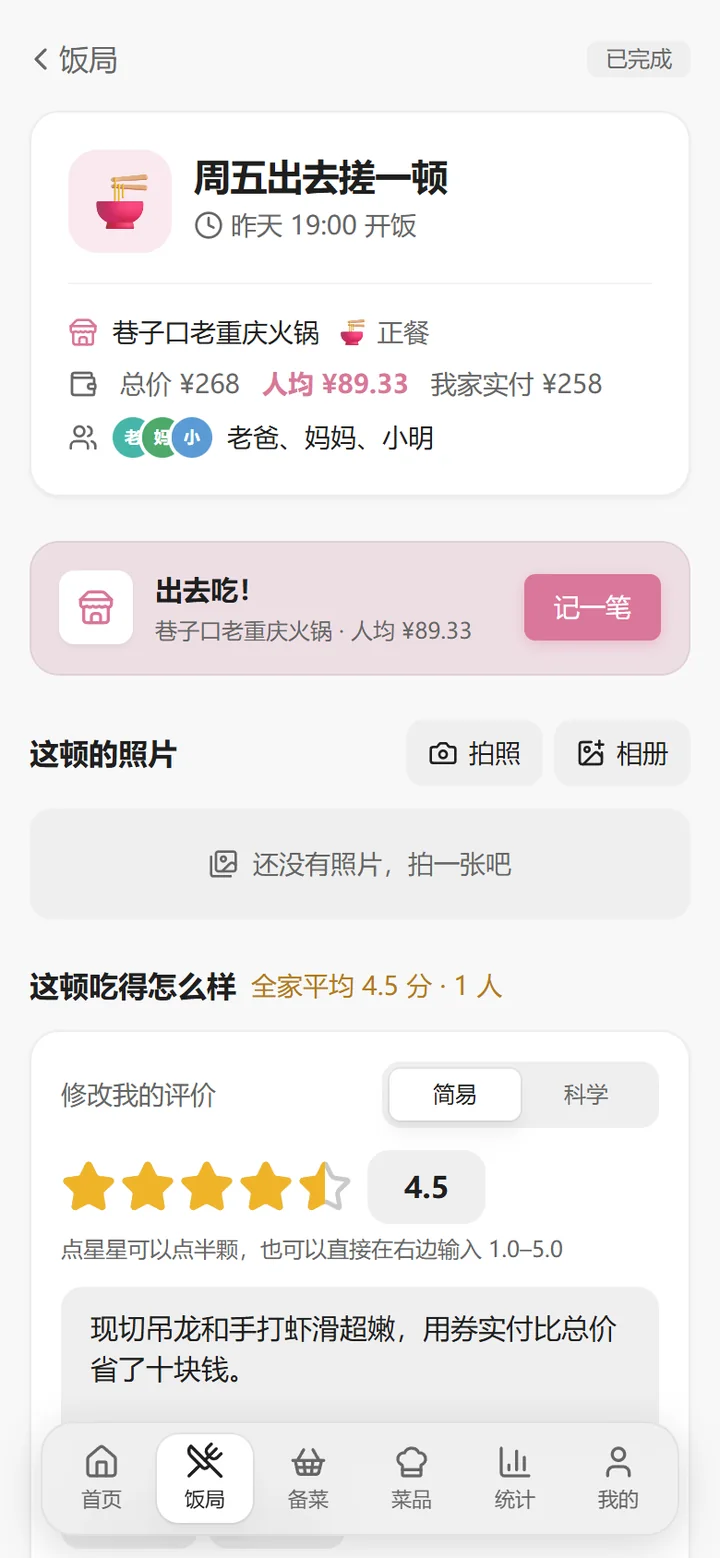 饭局
已完成
周五出去搓一顿
昨天 19:00 开饭
巷子口老重庆火锅 正餐
总价 ¥268 人均 ¥89.33 我家实付 ¥258
老 妈 小 老爸、妈妈、小明
出去吃！
巷子口老重庆火锅 · 人均 ¥89.33
记一笔
这顿的照片
拍照
相册
还没有照片，拍一张吧
这顿吃得怎么样 全家平均 4.5 分 · 1 人
修改我的评价
简易
科学
4.5
点星星可以点半颗，也可以直接在右边输入 1.0–5.0
现切吊龙和手打虾滑超嫩，用券实付比总价
省了十块钱。
首页
饭局
备菜
菜品
统计
我的